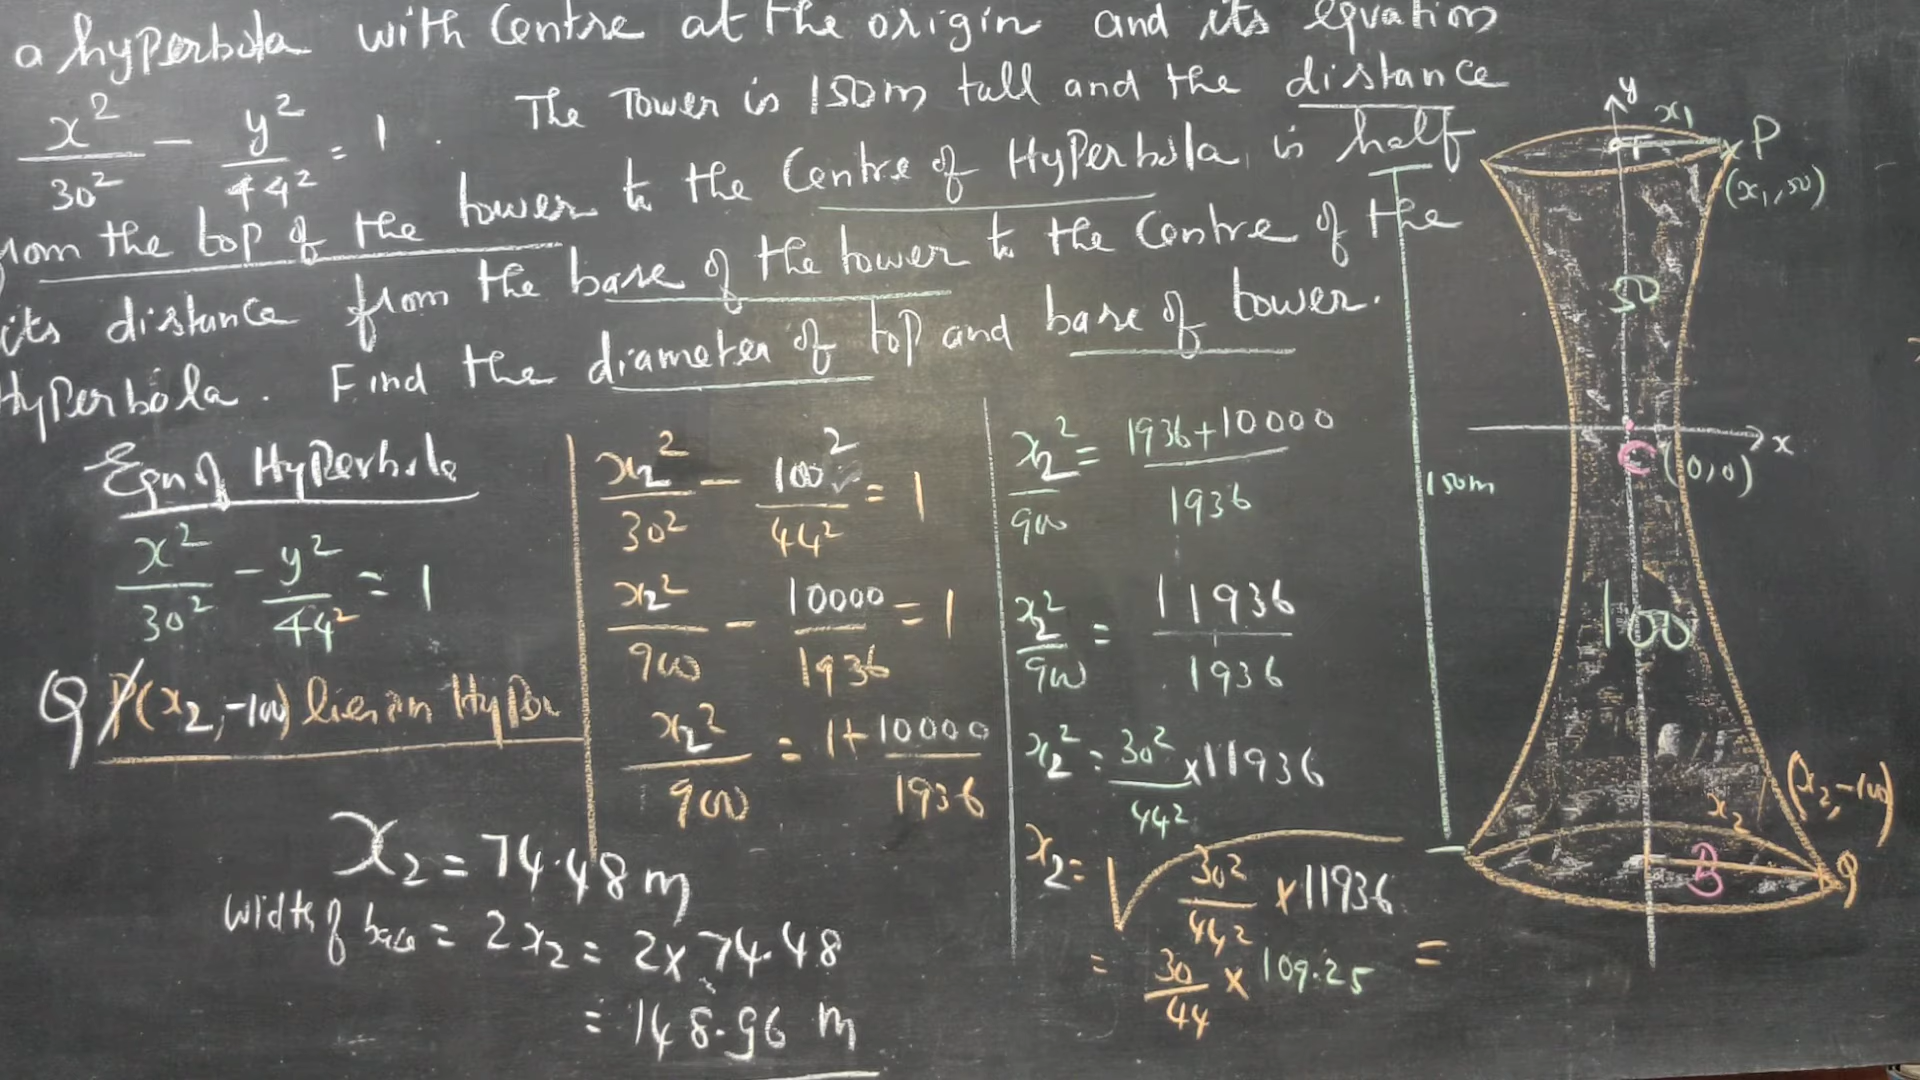 a hyperbola with Centre at the origin and its equation
x²/30² - y²/44² = 1 . The Tower is 150m tall and the distance
rom the top of the tower to the Centre of Hyperbola is half
its distance from the base of the tower to the Centre of the
Hyperbola. Find the diameter of top and base of tower.
Eqn of Hyperbola
x²/30² - y²/44² = 1
Q P(x₂, -100) lies on Hyper
x₂²/30² - 100²/44² = 1
x₂²/900 - 10000/1936 = 1
x₂²/900 = 1 + 10000/1936
x₂²/900 = 1936+10000/1936
x₂²/900 = 11936/1936
x₂² = 30²/44² × 11936
x₂ = √ 30²/44² × 11936
= 30/44 × 109.25 =
x₂ = 74.48 m
width of base = 2x₂ = 2 × 74.48
= 148.96 m
y
x₁
P
(x₁, 50)
50
x
C (0,0)
150m
100
(x₂, -100)
x₂
B
Q